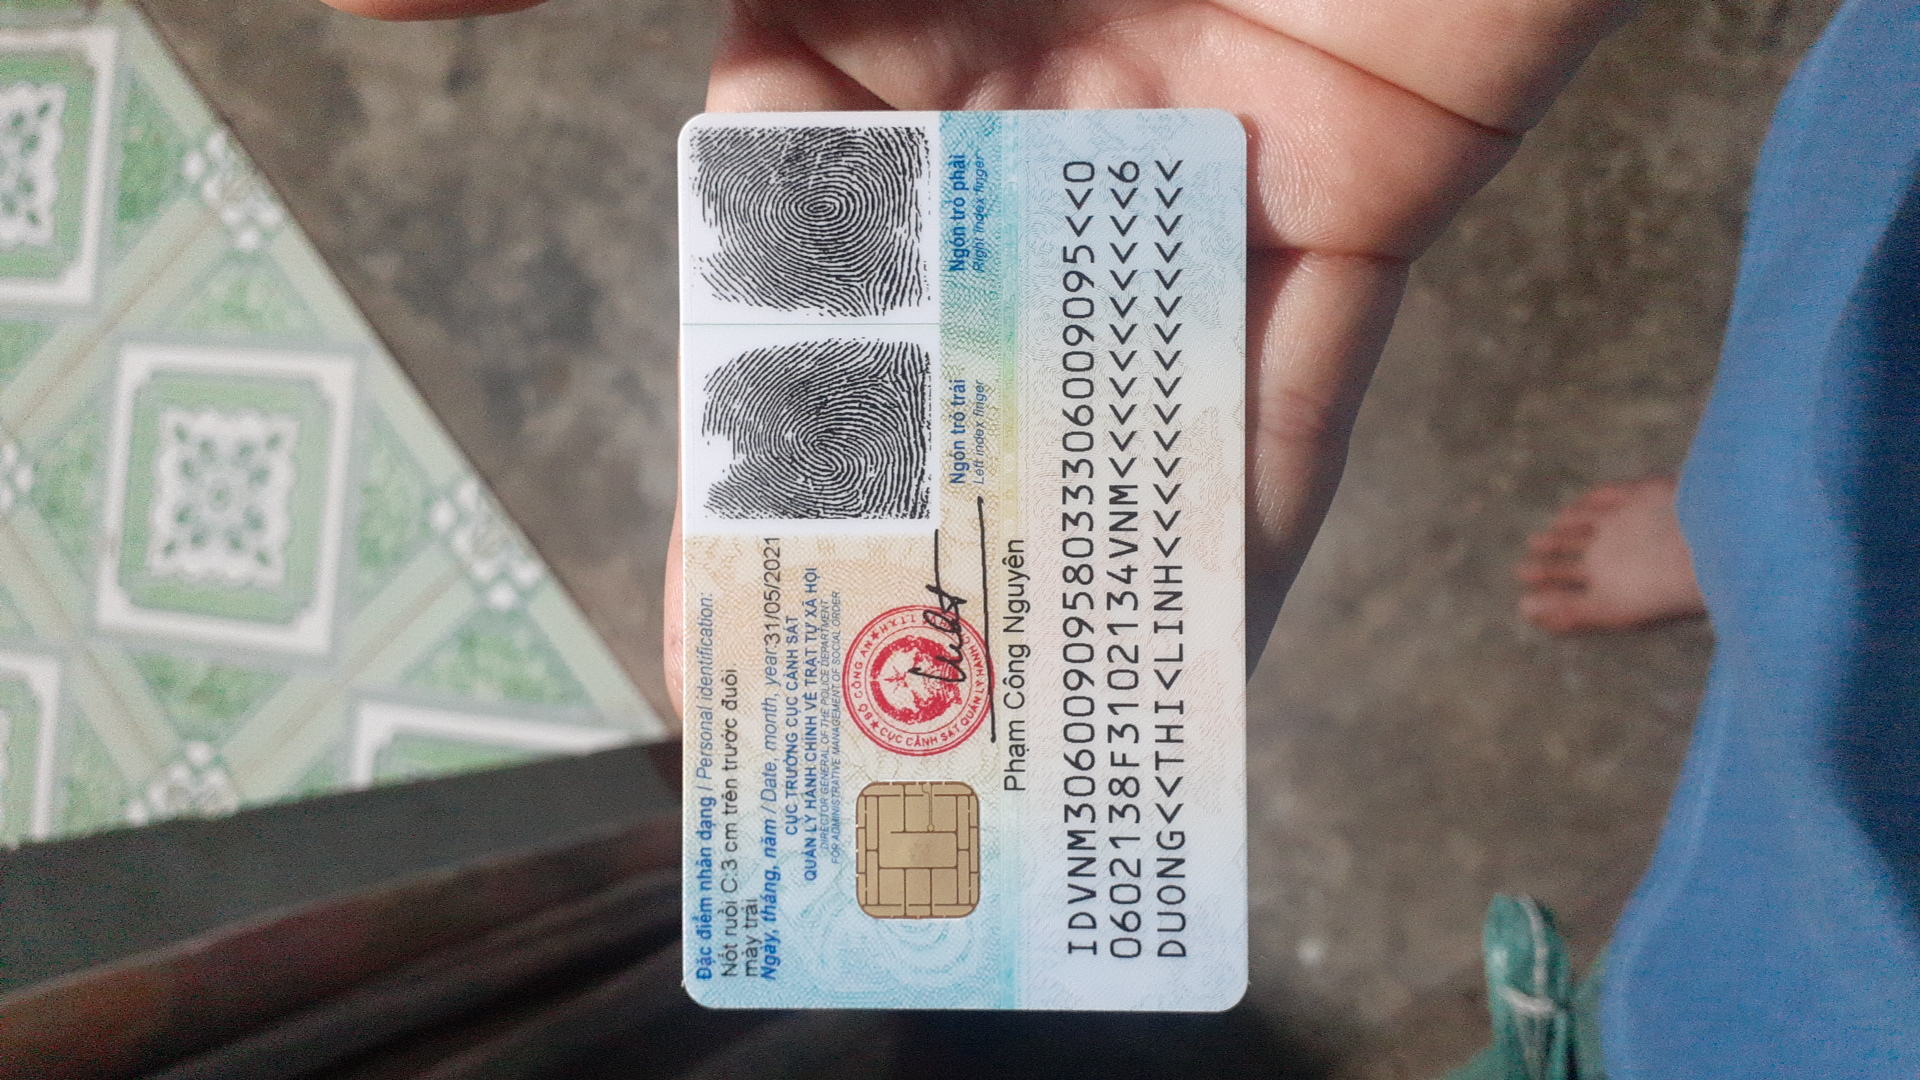 Đặc điểm nhân dạng / Personal identification:
Nốt ruồi C:3 cm trên trước đuôi
mày trái
Ngày, tháng, năm / Date, month, year:31/05/2021
CỤC TRƯỞNG CỤC CẢNH SÁT
QUẢN LÝ HÀNH CHÍNH VỀ TRẬT TỰ XÃ HỘI
DIRECTOR GENERAL OF THE POLICE DEPARTMENT
FOR ADMINISTRATIVE MANAGEMENT OF SOCIAL ORDER
BỘ CÔNG AN
CỤC CẢNH SÁT QUẢN LÝ HÀNH
Phạm Công Nguyên
Ngón trỏ trái
Left index finger
Ngón trỏ phải
Right index finger
IDVNM3060090958033306009095<<0
0602138F3102134VNM<<<<<<<<<<<6
DUONG<<THI<LINH<<<<<<<<<<<<<<<